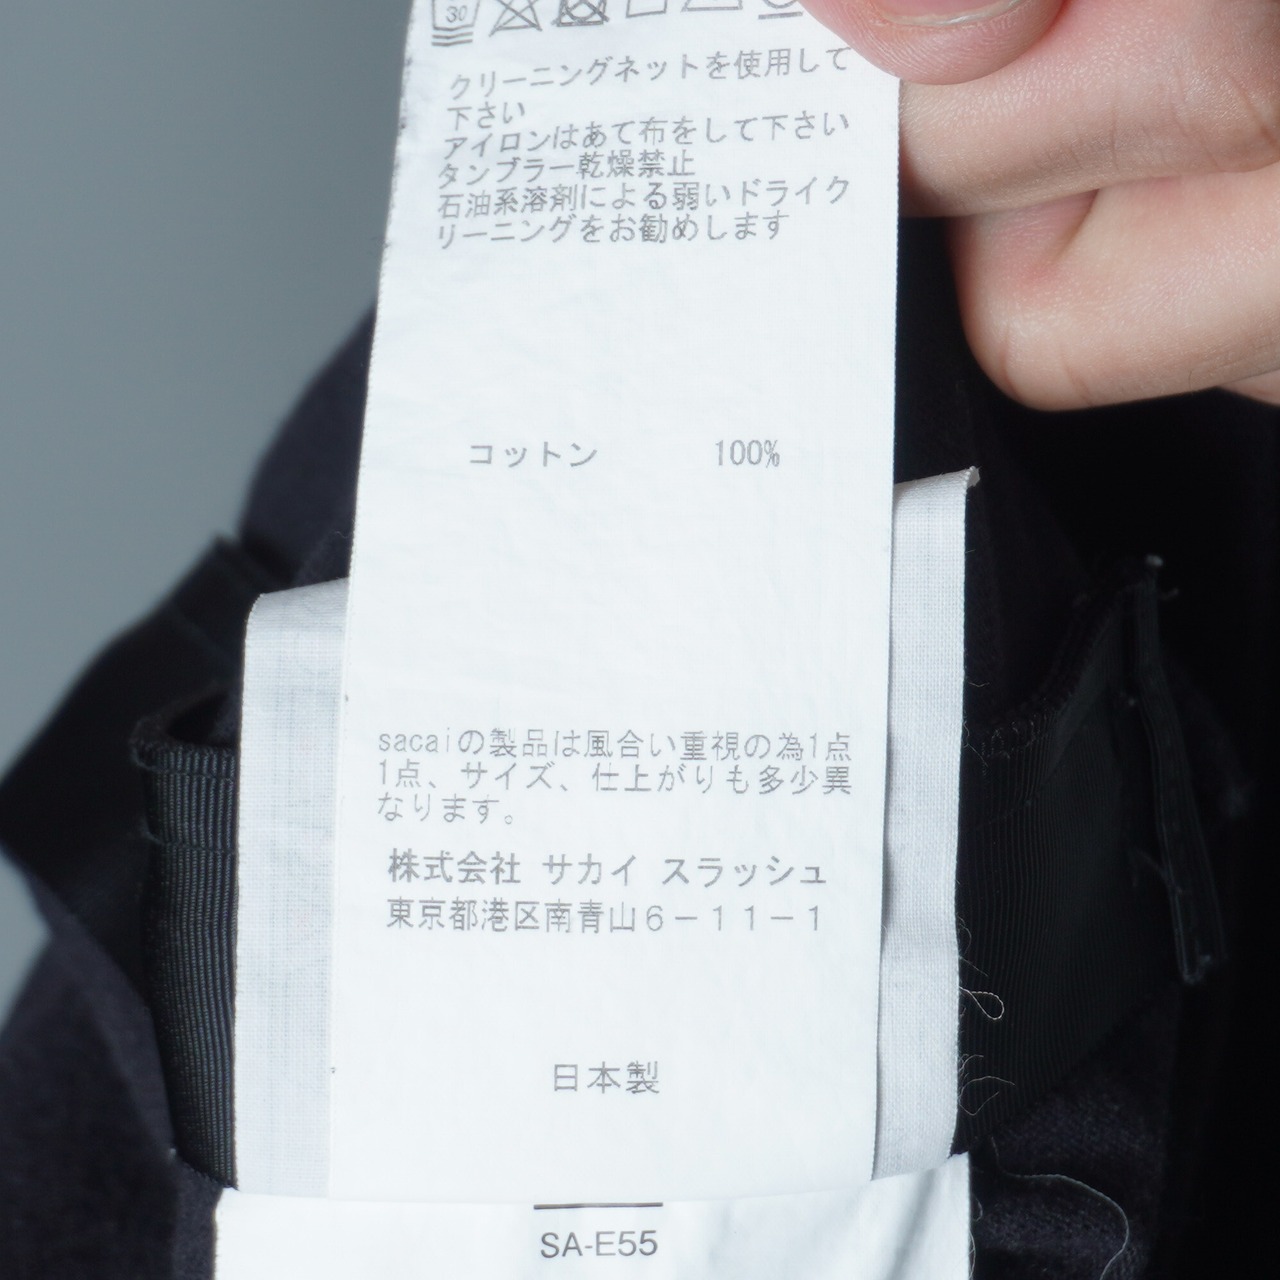 30
クリーニングネットを使用して
下さい
アイロンはあて布をして下さい
タンブラー乾燥禁止
石油系溶剤による弱いドライク
リーニングをお勧めします
コットン 100%
sacaiの製品は風合い重視の為1点
1点、サイズ、仕上がりも多少異
なります。
株式会社 サカイ スラッシュ
東京都港区南青山6-11-1
日本製
SA-E55